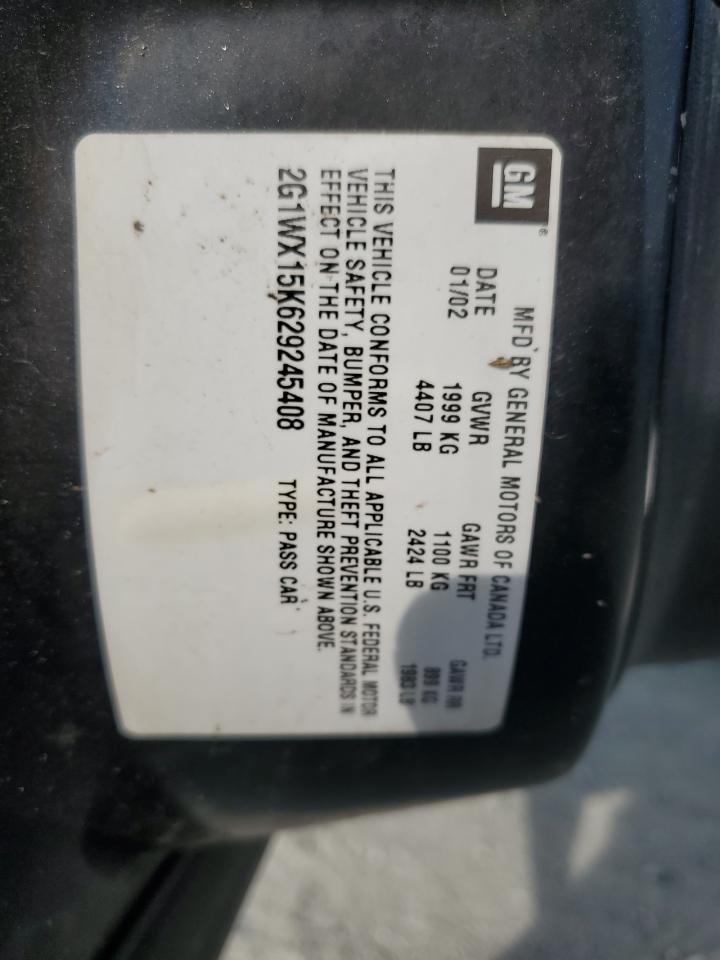 GM ®
MFD BY GENERAL MOTORS OF CANADA LTD.
DATE GVWR GAWR FRT GAWR RR
01/02 1999 KG 1100 KG 899 KG
4407 LB 2424 LB 1983 LB
THIS VEHICLE CONFORMS TO ALL APPLICABLE U.S. FEDERAL MOTOR
VEHICLE SAFETY, BUMPER, AND THEFT PREVENTION STANDARDS IN
EFFECT ON THE DATE OF MANUFACTURE SHOWN ABOVE.
2G1WX15K629245408 TYPE: PASS CAR